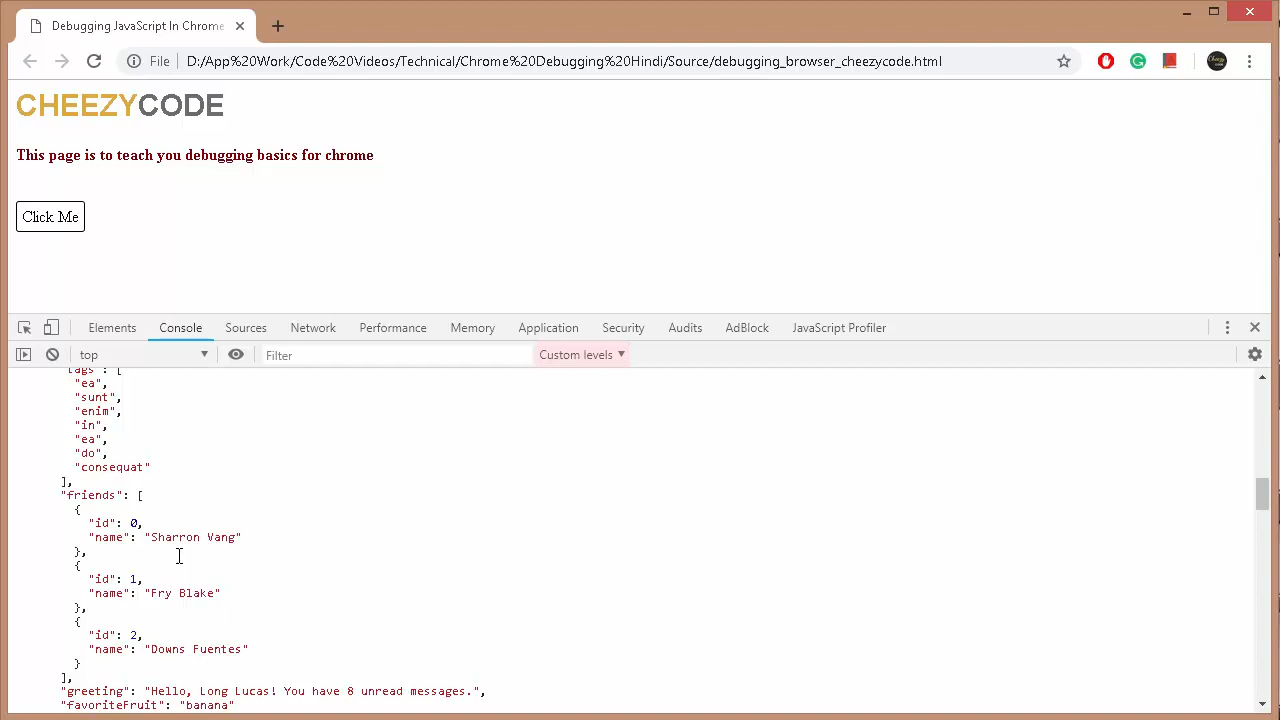 Debugging JavaScript In Chrome
File
D:/App%20Work/Code%20Videos/Technical/Chrome%20Debugging%20Hindi/Source/debugging_browser_cheezycode.htm
CHEEZYCODE
This page is to teach you debugging basics for chrome
Click Me
Elements Console Sources Network Performance Memory Application Security Audits AdBlock JavaScript Profiler
top Filter Custom levels
"tags": [
"ea",
"sunt",
"enim",
"in",
"ea",
"do",
"consequat"
],
"friends": [
{
"id": 0,
"name": "Sharron Vang"
},
{
"id": 1,
"name": "Fry Blake"
},
{
"id": 2,
"name": "Downs Fuentes"
}
],
"greeting": "Hello, Long Lucas! You have 8 unread messages.",
"favoriteFruit": "banana"